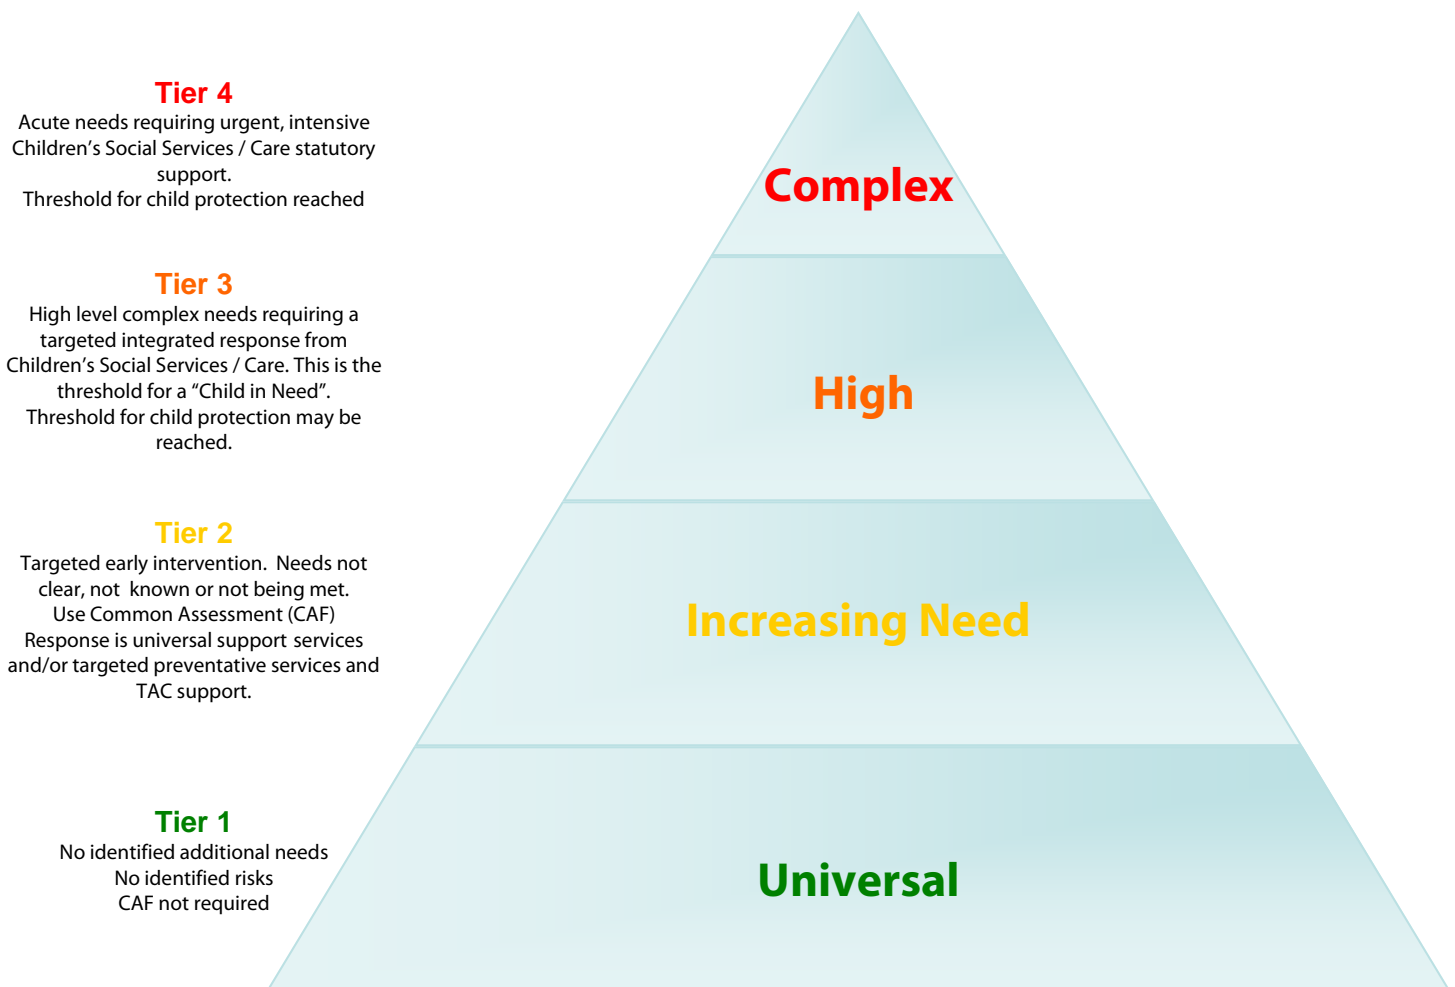 Tier 4
Acute needs requiring urgent, intensive
Children’s Social Services / Care statutory
support.
Threshold for child protection reached
Complex
Tier 3
High level complex needs requiring a
targeted integrated response from
Children’s Social Services / Care. This is the
threshold for a “Child in Need”.
Threshold for child protection may be
reached.
High
Tier 2
Targeted early intervention.  Needs not
clear, not  known or not being met.
Use Common Assessment (CAF)
Response is universal support services
and/or targeted preventative services and
TAC support.
Increasing Need
Tier 1
No identified additional needs
No identified risks
CAF not required
Universal